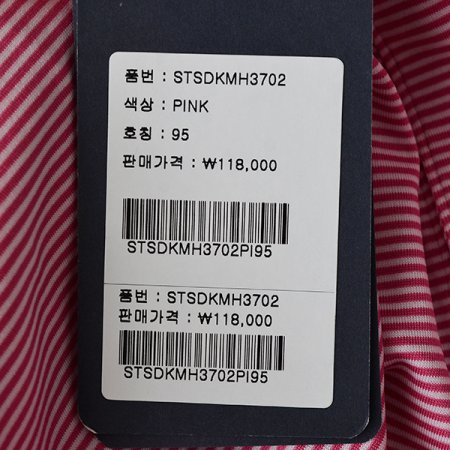 품번 : STSDKMH3702
색상 : PINK
호칭 : 95
판매가격 : ₩118,000
STSDKMH3702PI95
품번 : STSDKMH3702
판매가격 : ₩118,000
STSDKMH3702PI95